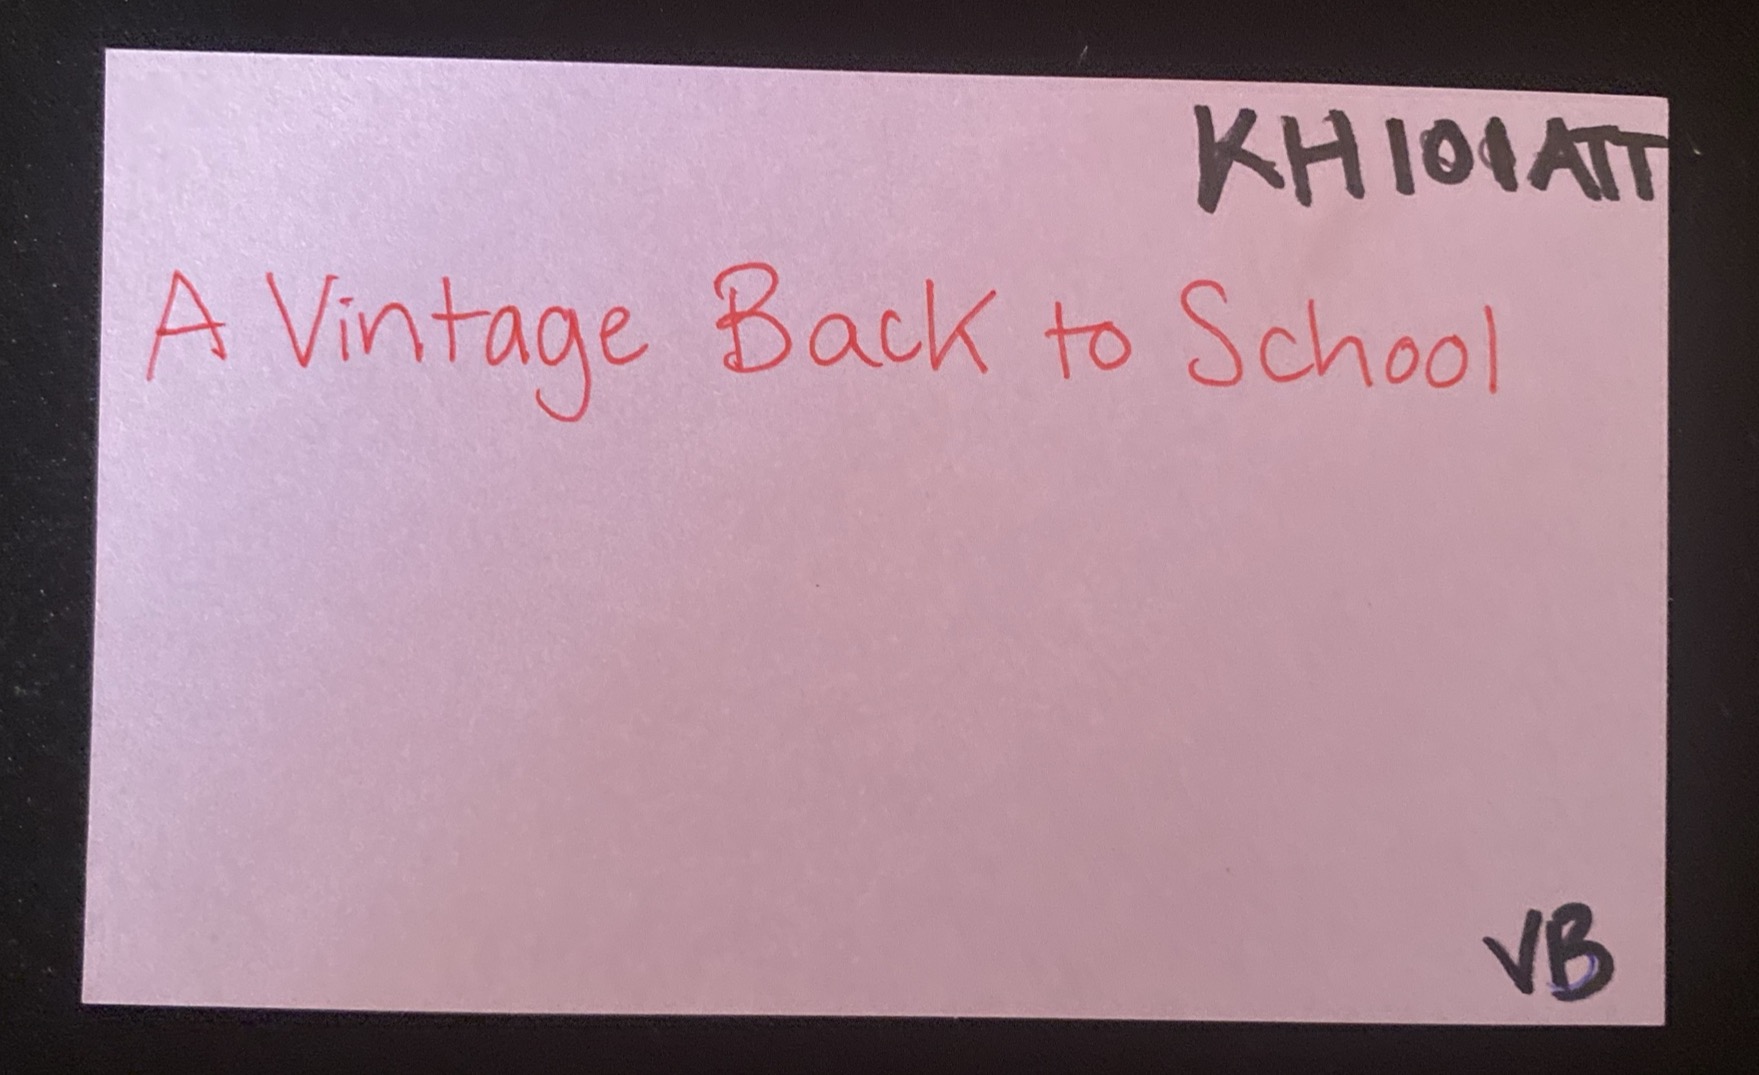 KH101ATT
A Vintage Back to School
VB